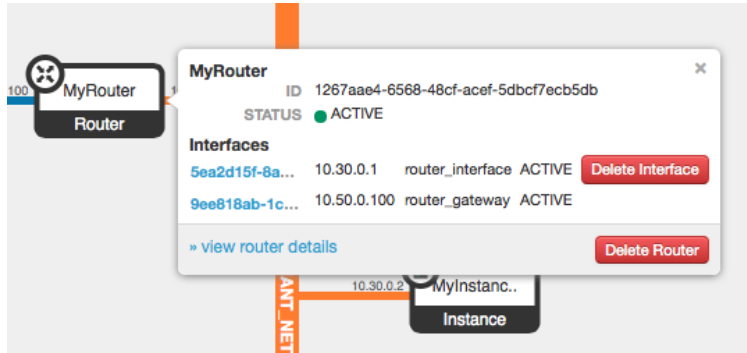 100
MyRouter
Router
MyRouter
ID 1267aae4-6568-48cf-acef-5dbcf7ecb5db
STATUS ACTIVE
Interfaces
5ea2d15f-8a... 10.30.0.1 router_interface ACTIVE Delete Interface
9ee818ab-1c... 10.50.0.100 router_gateway ACTIVE
» view router details Delete Router
10.30.0.2 MyInstanc..
Instance
ANT_NET